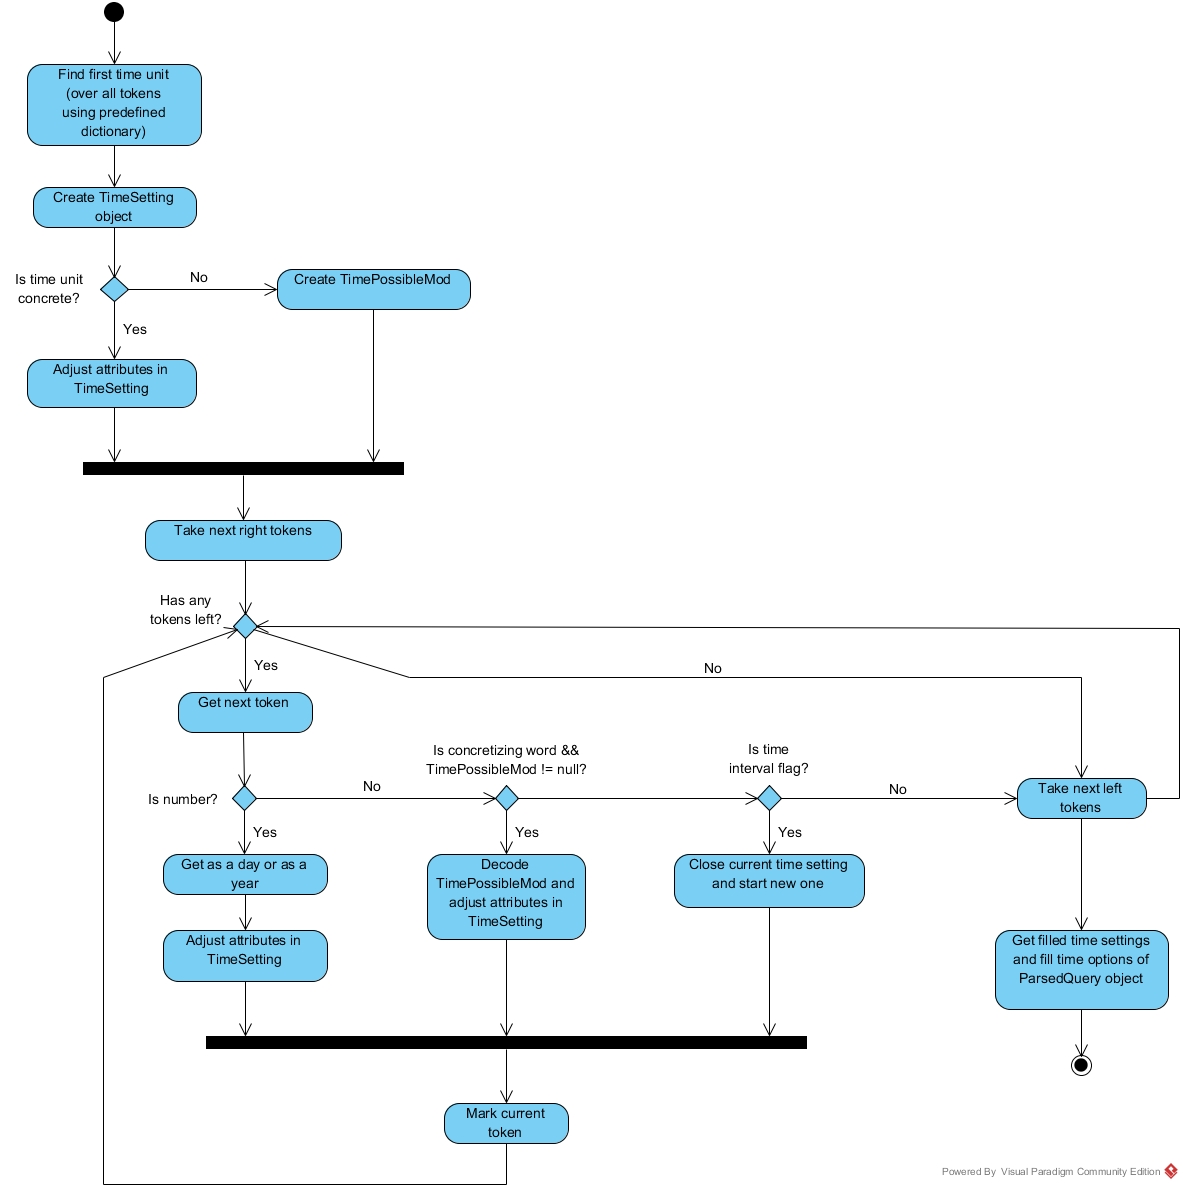 Find first time unit
(over all tokens
using predefined
dictionary)
Create TimeSetting
object
Is time unit
concrete?
No
Create TimePossibleMod
Yes
Adjust attributes in
TimeSetting
Take next right tokens
Has any
tokens left?
Yes
No
Get next token
Is concretizing word &&
TimePossibleMod != null?
Is time
interval flag?
Is number?
No
No
Take next left
tokens
Yes
Yes
Yes
Get as a day or as a
year
Decode
TimePossibleMod and
adjust attributes in
TimeSetting
Close current time setting
and start new one
Adjust attributes in
TimeSetting
Get filled time settings
and fill time options of
ParsedQuery object
Mark current
token
Powered By Visual Paradigm Community Edition